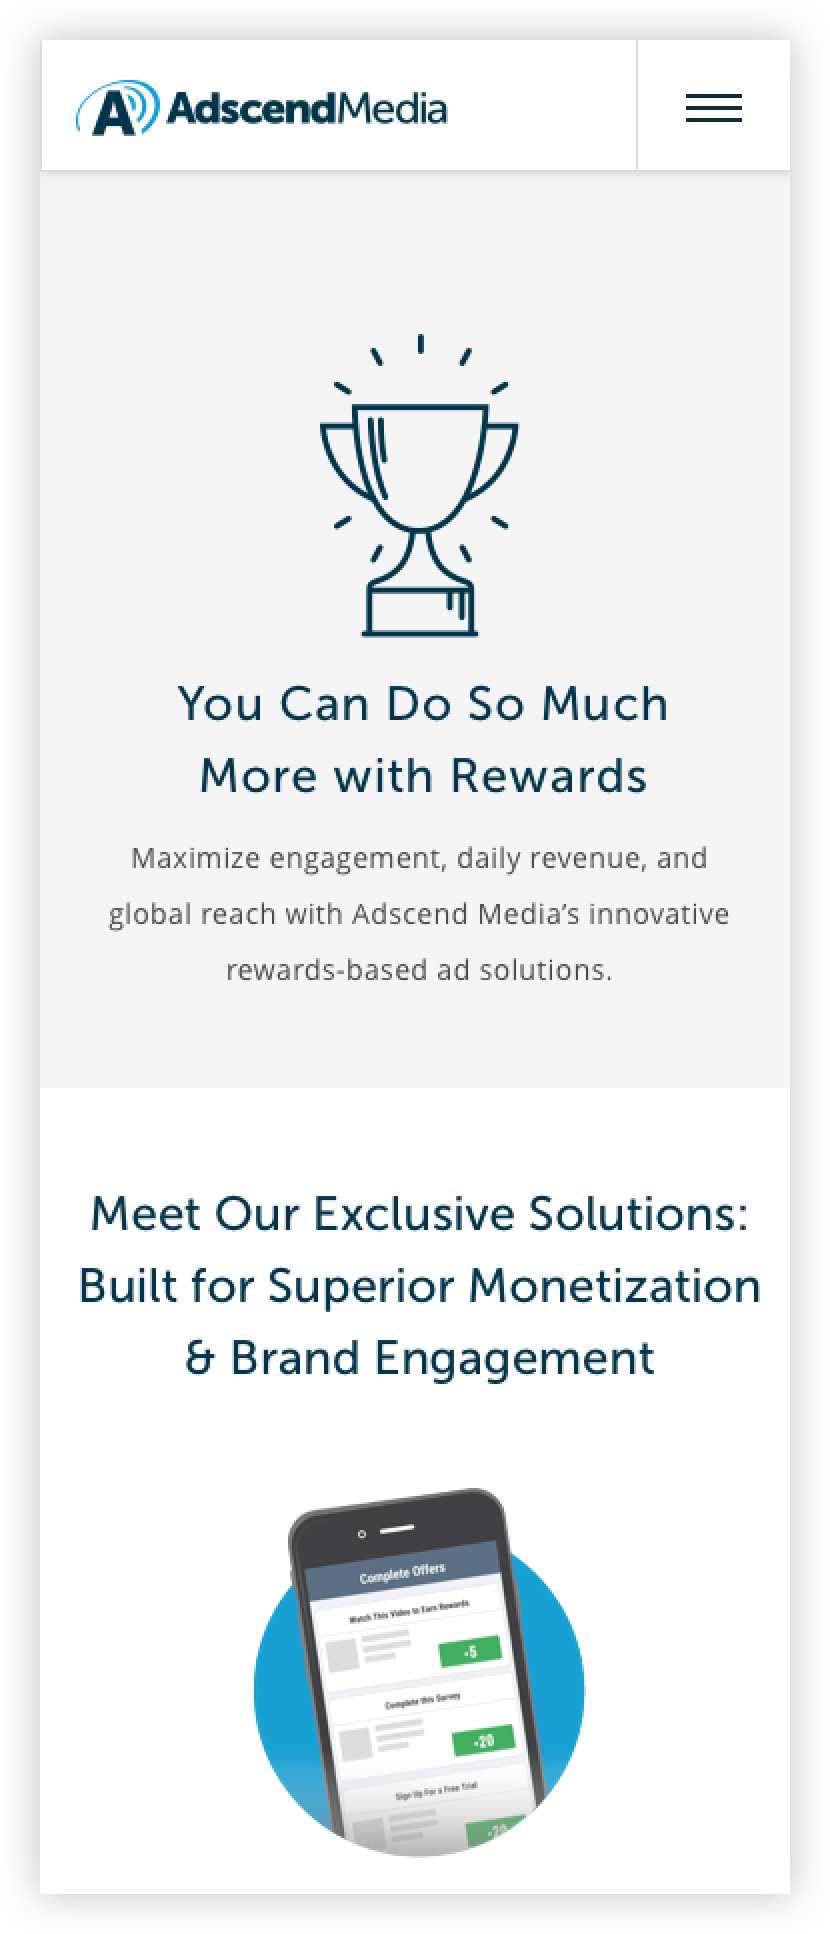 AdscendMedia
You Can Do So Much
More with Rewards
Maximize engagement, daily revenue, and
global reach with Adscend Media’s innovative
rewards-based ad solutions.
Meet Our Exclusive Solutions:
Built for Superior Monetization
& Brand Engagement
Complete Offers
Watch This Video to Earn Rewards
-5
Complete this Survey
-20
Sign Up For a Free Trial
-20